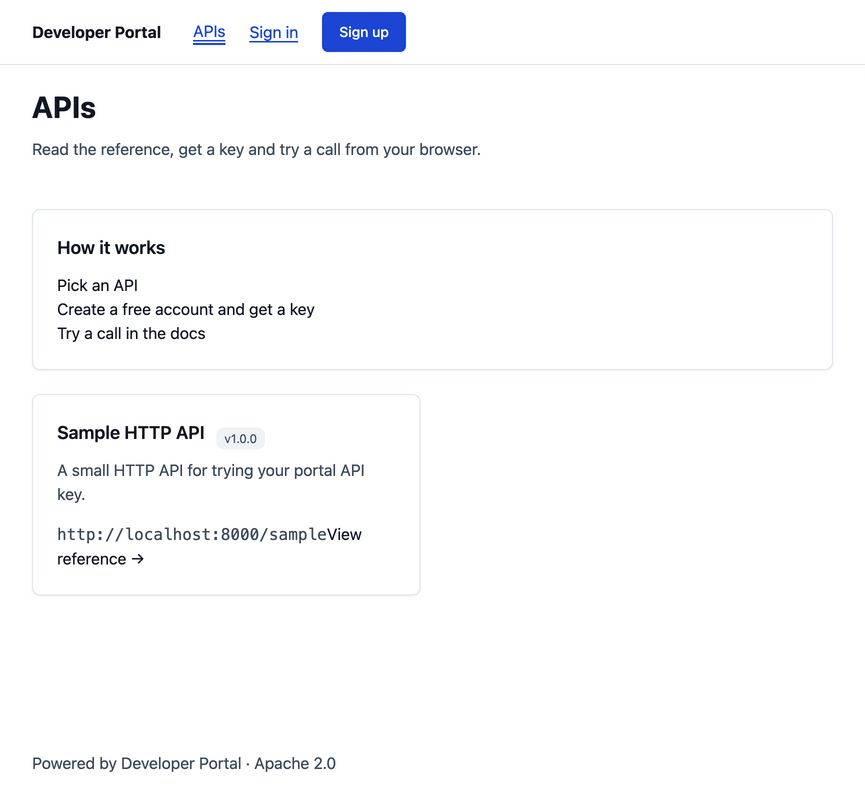 Developer Portal APIs Sign in Sign up
APIs
Read the reference, get a key and try a call from your browser.
How it works
Pick an API
Create a free account and get a key
Try a call in the docs
Sample HTTP API v1.0.0
A small HTTP API for trying your portal API
key.
http://localhost:8000/sampleView
reference →
Powered by Developer Portal · Apache 2.0